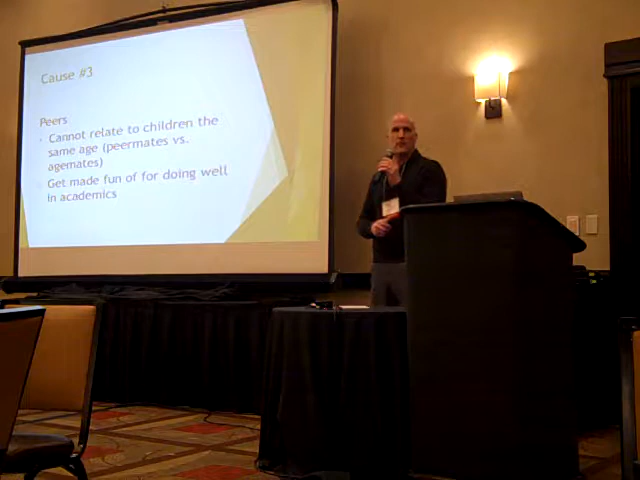 Cause #3
Peers
Cannot relate to children the
same age (peermates vs.
agemates)
Get made fun of for doing well
in academics